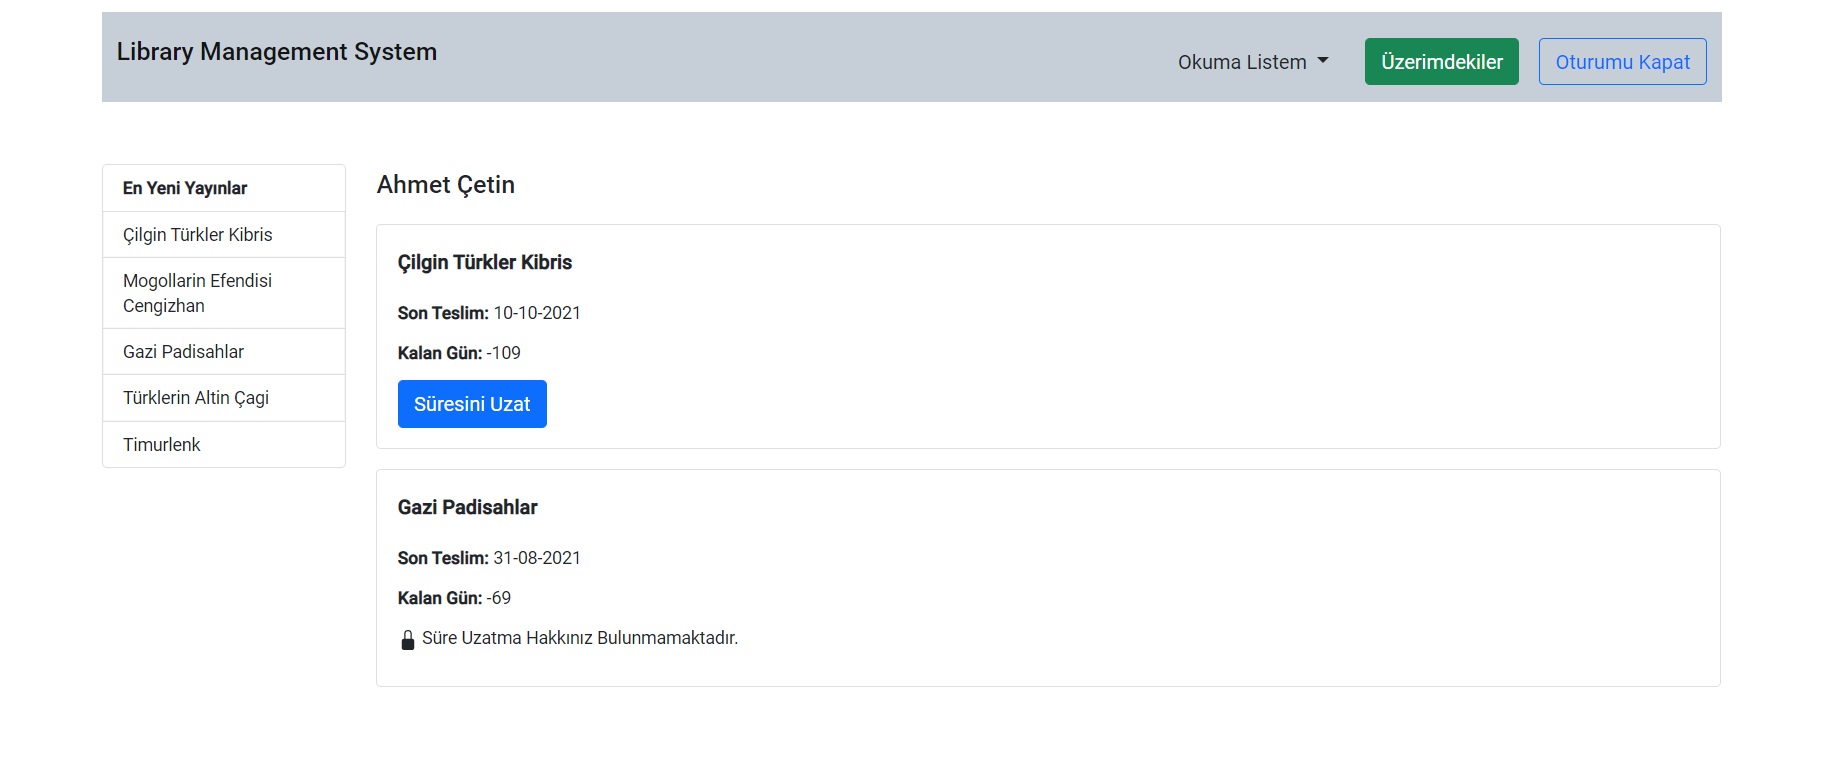 Library Management System
Okuma Listem
Üzerimdekiler
Oturumu Kapat
En Yeni Yayınlar
Çilgin Türkler Kibris
Mogollarin Efendisi
Cengizhan
Gazi Padisahlar
Türklerin Altin Çagi
Timurlenk
Ahmet Çetin
Çilgin Türkler Kibris
Son Teslim: 10-10-2021
Kalan Gün: -109
Süresini Uzat
Gazi Padisahlar
Son Teslim: 31-08-2021
Kalan Gün: -69
Süre Uzatma Hakkınız Bulunmamaktadır.